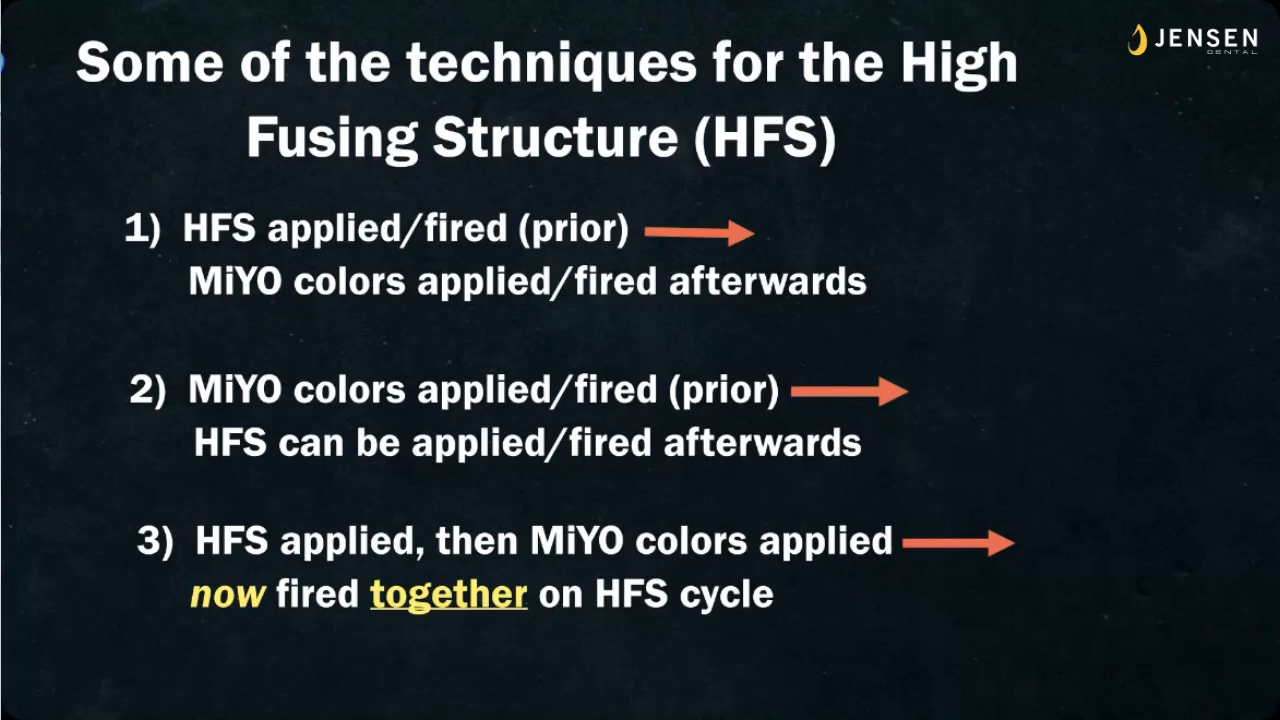 JENSEN
DENTAL
Some of the techniques for the High
Fusing Structure (HFS)
1) HFS applied/fired (prior)
MiYO colors applied/fired afterwards
2) MiYO colors applied/fired (prior)
HFS can be applied/fired afterwards
3) HFS applied, then MiYO colors applied
now fired together on HFS cycle